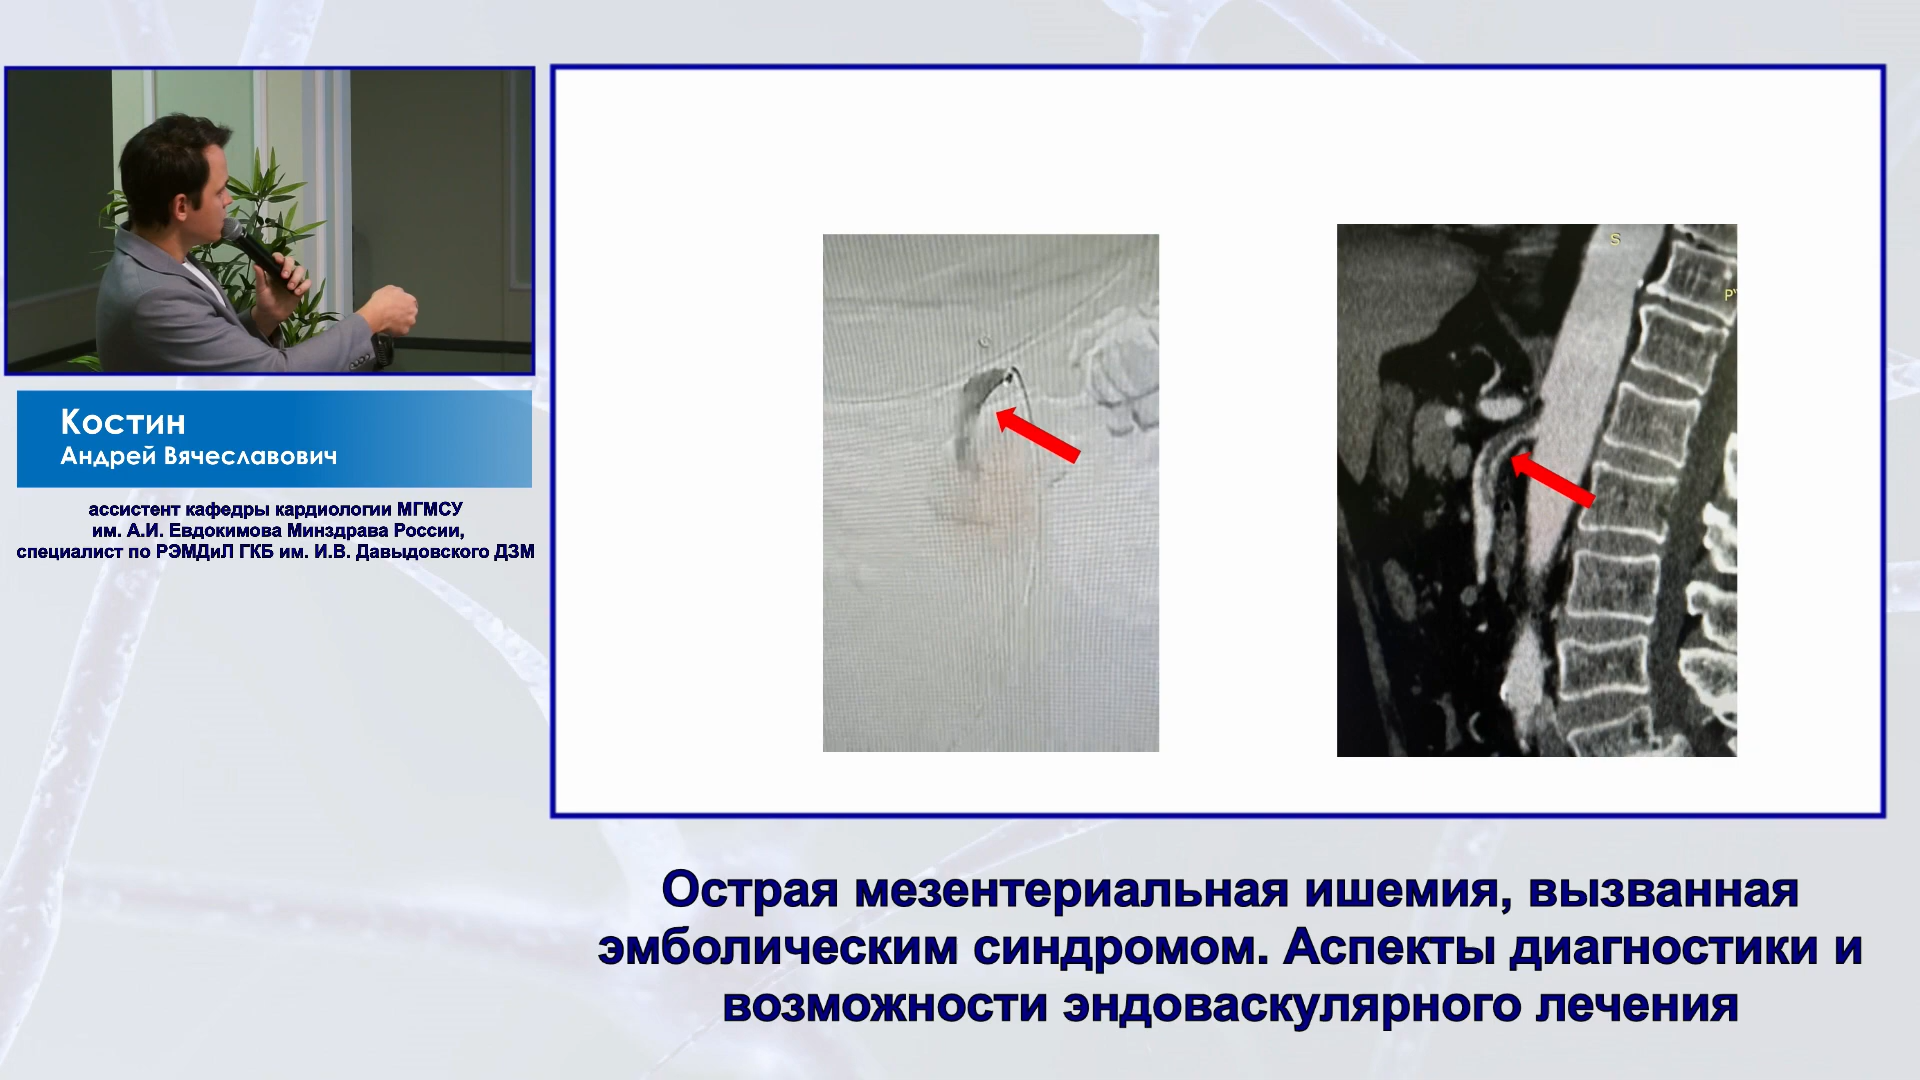 Костин
Андрей Вячеславович
ассистент кафедры кардиологии МГМСУ
им. А.И. Евдокимова Минздрава России,
специалист по РЭМДиЛ ГКБ им. И.В. Давыдовского ДЗМ
S
Острая мезентериальная ишемия, вызванная
эмболическим синдромом. Аспекты диагностики и
возможности эндоваскулярного лечения